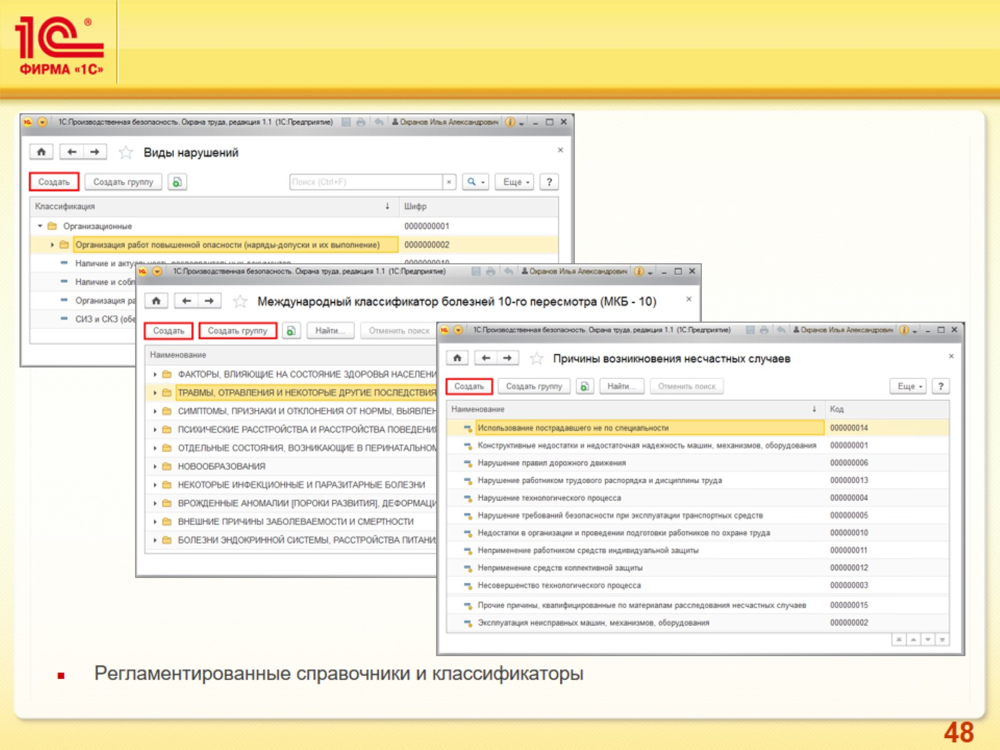 1С®
ФИРМА «1С»
1С:Производственная безопасность. Охрана труда, редакция 1.1 (1С:Предприятие)
Охранов Илья Александрович
Виды нарушений
Создать
Создать группу
Поиск (Ctrl+F)
Еще
?
Классификация
Шифр
Организационные 0000000001
Организация работ повышенной опасности (наряды-допуски и их выполнение) 0000000002
Наличие и актуальность распорядительных документов 0000000010
Наличие и собл
Организация ра
СИЗ и СКЗ (обе
1С:Производственная безопасность. Охрана труда, редакция 1.1 (1С:Предприятие)
Охранов Илья Александрович
Международный классификатор болезней 10-го пересмотра (МКБ - 10)
Создать
Создать группу
Найти...
Отменить поиск
Наименование
ФАКТОРЫ, ВЛИЯЮЩИЕ НА СОСТОЯНИЕ ЗДОРОВЬЯ НАСЕЛЕНИ
ТРАВМЫ, ОТРАВЛЕНИЯ И НЕКОТОРЫЕ ДРУГИЕ ПОСЛЕДСТВИЯ
СИМПТОМЫ, ПРИЗНАКИ И ОТКЛОНЕНИЯ ОТ НОРМЫ, ВЫЯВЛЕН
ПСИХИЧЕСКИЕ РАССТРОЙСТВА И РАССТРОЙСТВА ПОВЕДЕНИЯ
ОТДЕЛЬНЫЕ СОСТОЯНИЯ, ВОЗНИКАЮЩИЕ В ПЕРИНАТАЛЬНОМ
НОВООБРАЗОВАНИЯ
НЕКОТОРЫЕ ИНФЕКЦИОННЫЕ И ПАРАЗИТАРНЫЕ БОЛЕЗНИ
ВРОЖДЕННЫЕ АНОМАЛИИ [ПОРОКИ РАЗВИТИЯ], ДЕФОРМАЦИ
ВНЕШНИЕ ПРИЧИНЫ ЗАБОЛЕВАЕМОСТИ И СМЕРТНОСТИ
БОЛЕЗНИ ЭНДОКРИННОЙ СИСТЕМЫ, РАССТРОЙСТВА ПИТАНИ
1С:Производственная безопасность. Охрана труда, редакция 1.1 (1С:Предприятие)
Охранов Илья Александрович
Причины возникновения несчастных случаев
Создать
Создать группу
Найти...
Отменить поиск
Еще
?
Наименование
Код
Использование пострадавшего не по специальности 000000014
Конструктивные недостатки и недостаточная надежность машин, механизмов, оборудования 000000001
Нарушение правил дорожного движения 000000006
Нарушение работником трудового распорядка и дисциплины труда 000000013
Нарушение технологического процесса 000000004
Нарушение требований безопасности при эксплуатации транспортных средств 000000005
Недостатки в организации и проведении подготовки работников по охране труда 000000010
Неприменение работником средств индивидуальной защиты 000000011
Неприменение средств коллективной защиты 000000012
Несовершенство технологического процесса 000000003
Прочие причины, квалифицированные по материалам расследования несчастных случаев 000000015
Эксплуатация неисправных машин, механизмов, оборудования 000000002
Регламентированные справочники и классификаторы
48